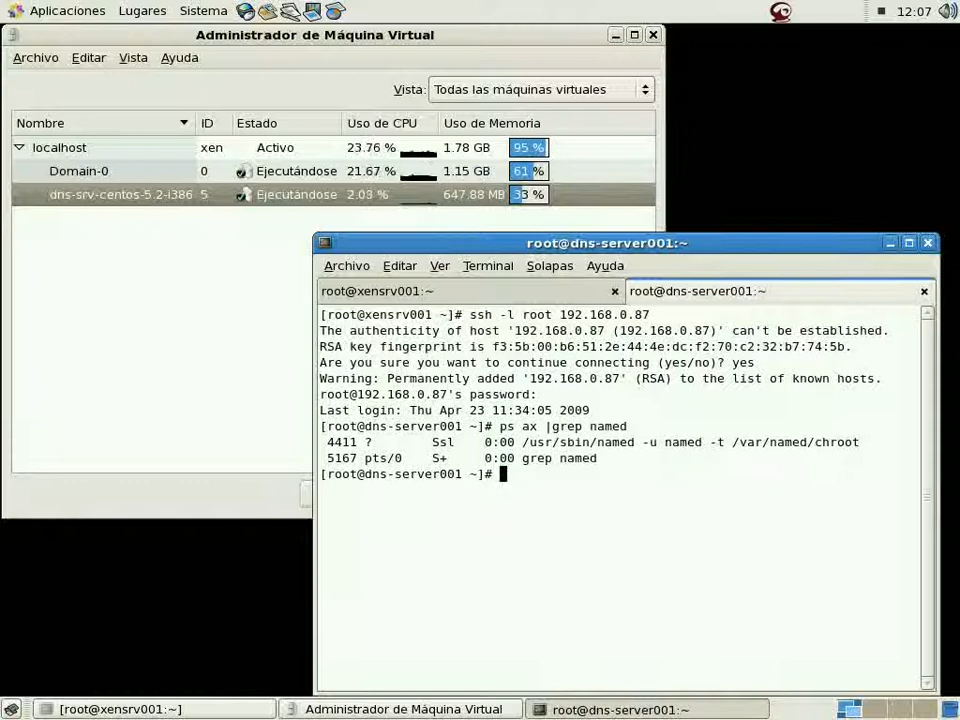 Aplicaciones Lugares Sistema 12:07
Administrador de Máquina Virtual
Archivo Editar Vista Ayuda
Vista: Todas las máquinas virtuales
Nombre ID Estado Uso de CPU Uso de Memoria
localhost xen Activo 23.76 % 1.78 GB 95 %
Domain-0 0 Ejecutándose 21.67 % 1.15 GB 61 %
dns-srv-centos-5.2-i386 5 Ejecutándose 2.03 % 647.88 MB 33 %
root@dns-server001:~
Archivo Editar Ver Terminal Solapas Ayuda
root@xensrv001:~ root@dns-server001:~
[root@xensrv001 ~]# ssh -l root 192.168.0.87
The authenticity of host '192.168.0.87 (192.168.0.87)' can't be established.
RSA key fingerprint is f3:5b:00:b6:51:2e:44:4e:dc:f2:70:c2:32:b7:74:5b.
Are you sure you want to continue connecting (yes/no)? yes
Warning: Permanently added '192.168.0.87' (RSA) to the list of known hosts.
root@192.168.0.87's password:
Last login: Thu Apr 23 11:34:05 2009
[root@dns-server001 ~]# ps ax |grep named
4411 ? Ssl 0:00 /usr/sbin/named -u named -t /var/named/chroot
5167 pts/0 S+ 0:00 grep named
[root@dns-server001 ~]#
[root@xensrv001:~] Administrador de Máquina Virtual root@dns-server001:~